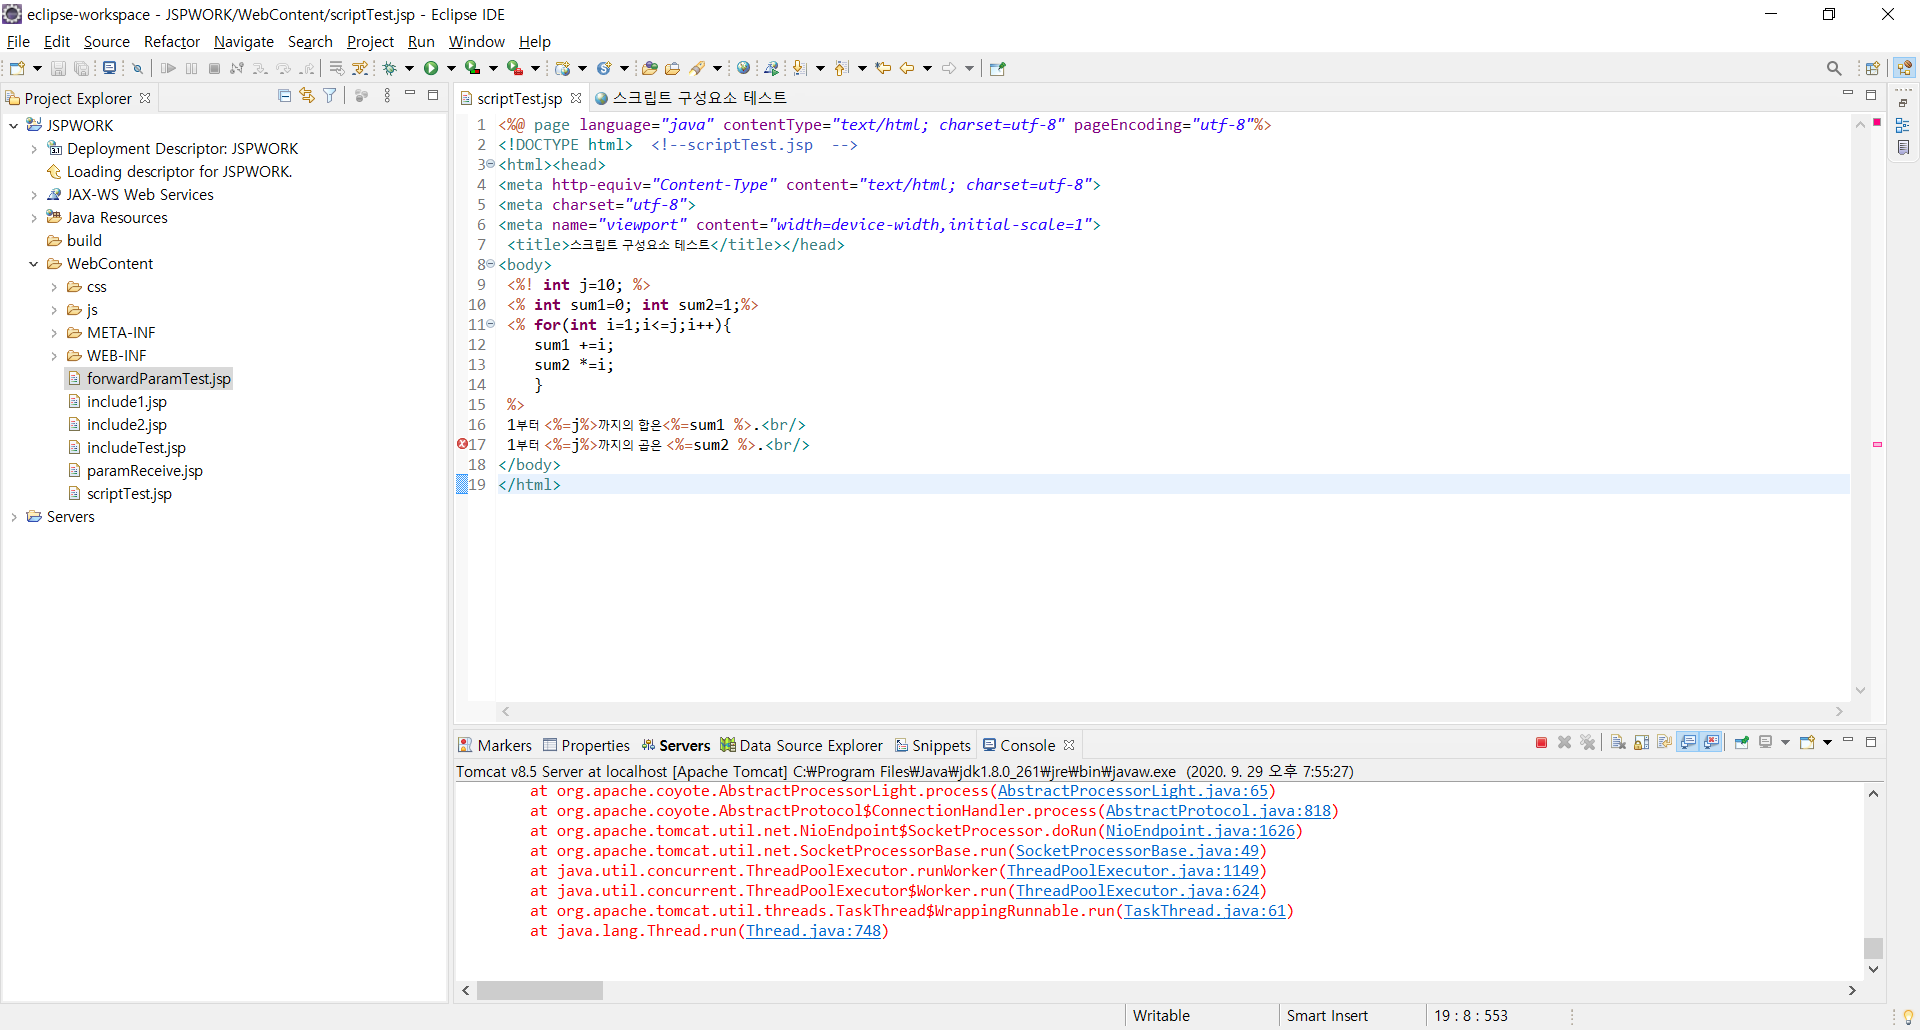 eclipse-workspace - JSPWORK/WebContent/scriptTest.jsp - Eclipse IDE
File Edit Source Refactor Navigate Search Project Run Window Help
Project Explorer
JSPWORK
Deployment Descriptor: JSPWORK
Loading descriptor for JSPWORK.
JAX-WS Web Services
Java Resources
build
WebContent
css
js
META-INF
WEB-INF
forwardParamTest.jsp
include1.jsp
include2.jsp
includeTest.jsp
paramReceive.jsp
scriptTest.jsp
Servers
scriptTest.jsp 스크립트 구성요소 테스트
1 <%@ page language="java" contentType="text/html; charset=utf-8" pageEncoding="utf-8"%>
2 <!DOCTYPE html>  <!--scriptTest.jsp  -->
3 <html><head>
4 <meta http-equiv="Content-Type" content="text/html; charset=utf-8">
5 <meta charset="utf-8">
6 <meta name="viewport" content="width=device-width,initial-scale=1">
7  <title>스크립트 구성요소 테스트</title></head>
8 <body>
9  <%! int j=10; %>
10  <% int sum1=0; int sum2=1;%>
11  <% for(int i=1;i<=j;i++){
12     sum1 +=i;
13     sum2 *=i;
14     }
15  %>
16  1부터 <%=j%>까지의 합은<%=sum1 %>.<br/>
17  1부터 <%=j%>까지의 곱은 <%=sum2 %>.<br/>
18 </body>
19 </html>
Markers Properties Servers Data Source Explorer Snippets Console
Tomcat v8.5 Server at localhost [Apache Tomcat] C:₩Program Files₩Java₩jdk1.8.0_261₩jre₩bin₩javaw.exe (2020. 9. 29 오후 7:55:27)
at org.apache.coyote.AbstractProcessorLight.process(AbstractProcessorLight.java:65)
at org.apache.coyote.AbstractProtocol$ConnectionHandler.process(AbstractProtocol.java:818)
at org.apache.tomcat.util.net.NioEndpoint$SocketProcessor.doRun(NioEndpoint.java:1626)
at org.apache.tomcat.util.net.SocketProcessorBase.run(SocketProcessorBase.java:49)
at java.util.concurrent.ThreadPoolExecutor.runWorker(ThreadPoolExecutor.java:1149)
at java.util.concurrent.ThreadPoolExecutor$Worker.run(ThreadPoolExecutor.java:624)
at org.apache.tomcat.util.threads.TaskThread$WrappingRunnable.run(TaskThread.java:61)
at java.lang.Thread.run(Thread.java:748)
Writable Smart Insert 19 : 8 : 553